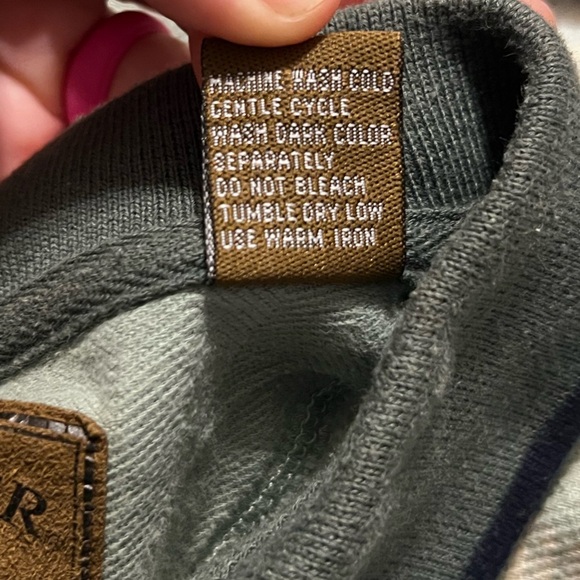 MACHINE WASH COLD
GENTLE CYCLE
WASH DARK COLOR
SEPARATELY
DO NOT BLEACH
TUMBLE DRY LOW
USE WARM IRON
R